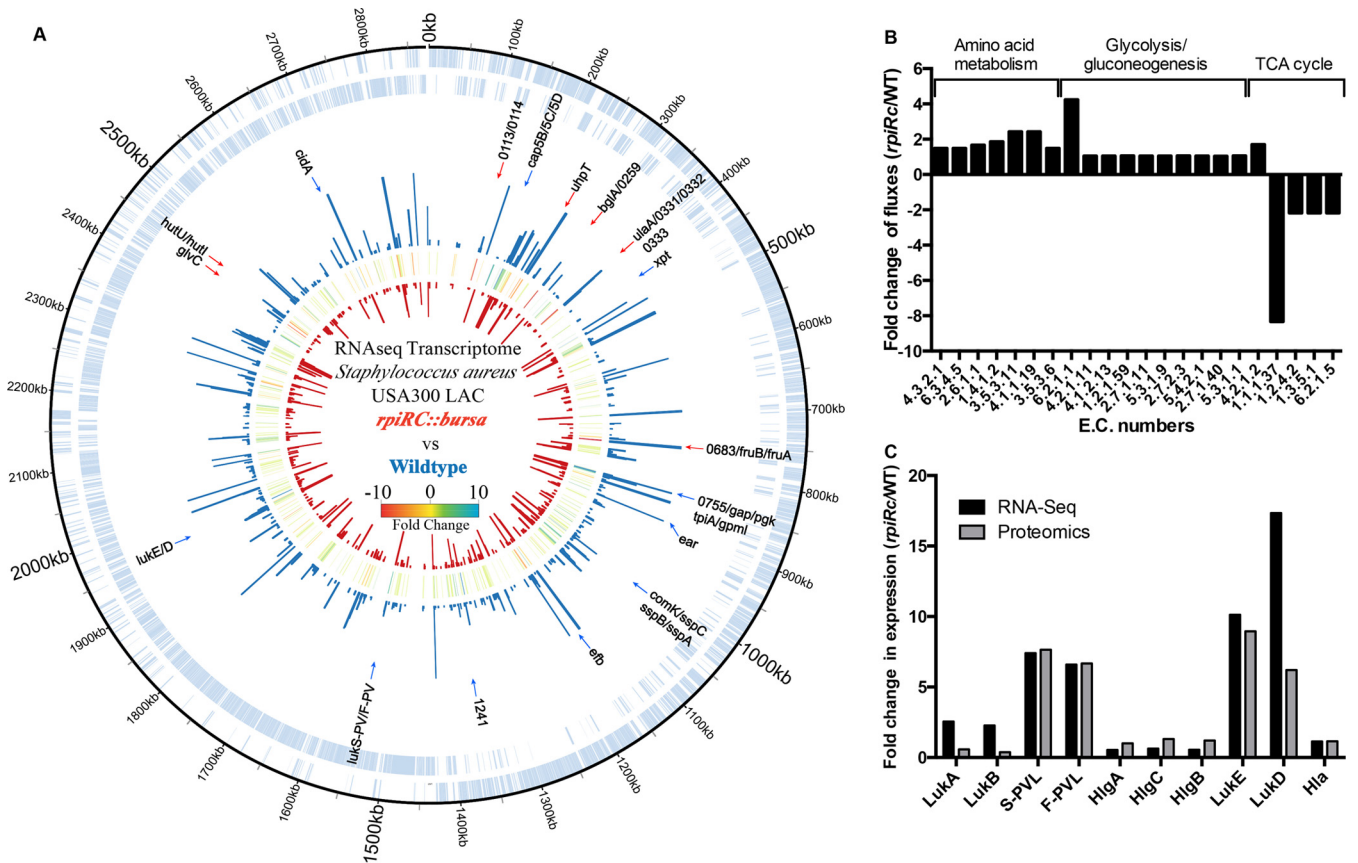 A
0kb
100kb
200kb
300kb
400kb
500kb
600kb
700kb
800kb
900kb
1000kb
1100kb
1200kb
1300kb
1400kb
1500kb
1600kb
1700kb
1800kb
1900kb
2000kb
2100kb
2200kb
2300kb
2400kb
2500kb
2600kb
2700kb
2800kb
0113/0114
cap5B/5C/5D
uhpT
bglA/0259
ulaA/0331/0332
0333
xpt
0683/fruB/fruA
0755/gap/pgk
tpiA/gpmI
ear
comK/sspC
sspB/sspA
efb
1241
lukS-PV/F-PV
lukE/D
hutU/hutI
glvC
cidA
RNAseq Transcriptome
Staphylococcus aureus
USA300 LAC
rpiRC::bursa
vs
Wildtype
-10 0 10
Fold Change
B
Amino acid
metabolism
Glycolysis/
gluconeogenesis
TCA cycle
Fold change of fluxes (rpiRc/WT)
6
4
2
0
-2
-4
-6
-8
-10
4.3.2.1
6.3.4.5
2.6.1.1
1.4.1.2
3.5.3.11
4.1.1.19
3.5.3.6
6.2.1.1
4.2.1.11
4.1.2.13
1.2.1.59
2.7.1.11
5.3.1.9
2.7.2.3
5.4.2.1
2.7.1.40
5.3.1.1
4.2.1.2
1.1.1.37
1.2.4.2
1.3.5.1
6.2.1.5
E.C. numbers
C
Fold change in expression (rpiRc/WT)
20
15
10
5
0
RNA-Seq
Proteomics
LukA
LukB
S-PVL
F-PVL
HlgA
HlgC
HlgB
LukE
LukD
Hla